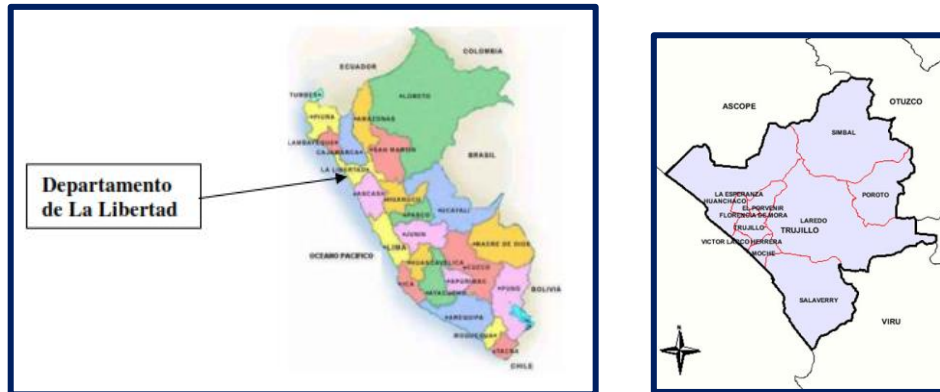 COLOMBIA
ECUADOR
TUMBES
LORETO
PIURA
AMAZONAS
LAMBAYEQUE
CAJAMARCA
SAN MARTIN
BRASIL
LA LIBERTAD
Departamento
de La Libertad
ANCASH
HUANUCO
UCAYALI
PASCO
JUNIN
LIMA
MADRE DE DIOS
OCEANO PACIFICO
HUANCAVELICA
CUZCO
ICA
APURIMAC
AYACUCHO
PUNO
BOLIVIA
AREQUIPA
MOQUEGUA
TACNA
CHILE
ASCOPE
OTUZCO
SIMBAL
LA ESPERANZA
HUANCHACO
POROTO
EL PORVENIR
FLORENCIA DE MORA
LAREDO
TRUJILLO
TRUJILLO
VICTOR LARCO HERRERA
MOCHE
SALAVERRY
VIRU
N